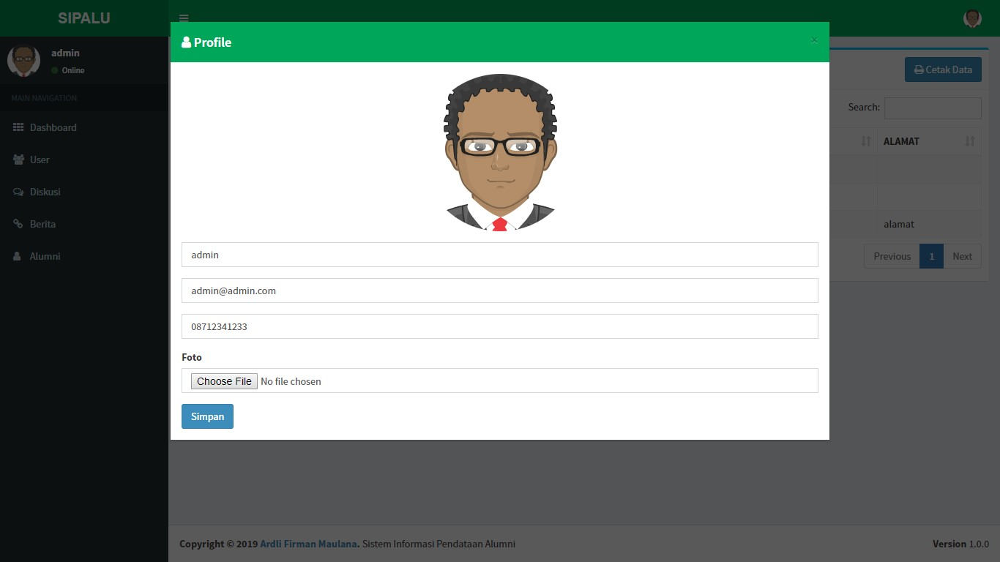 SIPALU
admin
Online
MAIN NAVIGATION
Dashboard
User
Diskusi
Berita
Alumni
Profile
×
admin
admin@admin.com
08712341233
Foto
Choose File No file chosen
Simpan
Cetak Data
Search:
ALAMAT
alamat
Previous 1 Next
Copyright © 2019 Ardli Firman Maulana. Sistem Informasi Pendataan Alumni
Version 1.0.0